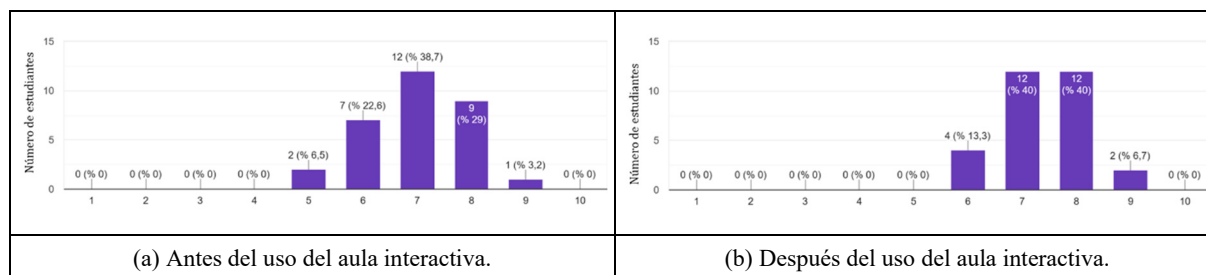 Número de estudiantes
15
10
5
0
0 (% 0)
0 (% 0)
0 (% 0)
0 (% 0)
2 (% 6,5)
7 (% 22,6)
12 (% 38,7)
9
(% 29)
1 (% 3,2)
0 (% 0)
1 2 3 4 5 6 7 8 9 10
(a) Antes del uso del aula interactiva.
Número de estudiantes
15
10
5
0
0 (% 0)
0 (% 0)
0 (% 0)
0 (% 0)
0 (% 0)
4 (% 13,3)
12
(% 40)
12
(% 40)
2 (% 6,7)
0 (% 0)
1 2 3 4 5 6 7 8 9 10
(b) Después del uso del aula interactiva.